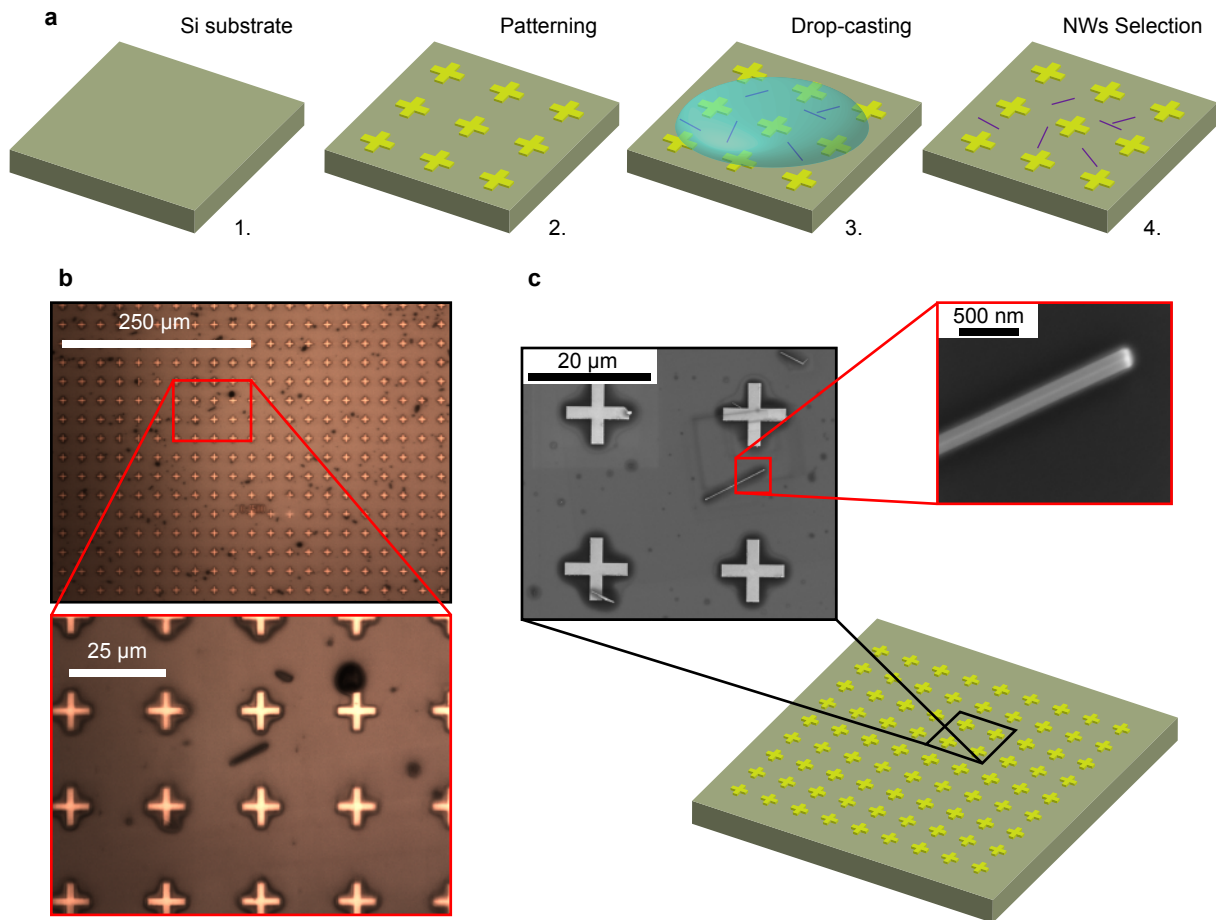 a
Si substrate
Patterning
Drop-casting
NWs Selection
1.
2.
3.
4.
b
250 µm
25 µm
c
20 µm
500 nm